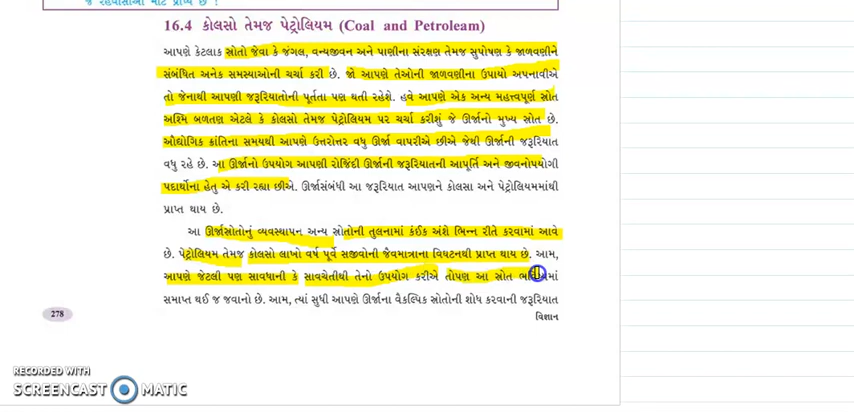 જ રહેવાસીઓ માટે પ્રાપ્ય છે ?
16.4 કોલસો તેમજ પેટ્રોલિયમ (Coal and Petroleam)
આપણે કેટલાક સ્રોતો જેવા કે જંગલ, વન્યજીવન અને પાણીના સંરક્ષણ તેમજ સુપોષણ કે જાળવણીને
સંબંધિત અનેક સમસ્યાઓની ચર્ચા કરી છે. જો આપણે તેઓની જાળવણીના ઉપાયો અપનાવીએ
તો જેનાથી આપણી જરૂરિયાતોની પૂર્તતા પણ થતી રહેશે. હવે આપણે એક અન્ય મહત્ત્વપૂર્ણ સ્રોત
અશ્મિ બળતણ એટલે કે કોલસો તેમજ પેટ્રોલિયમ પર ચર્ચા કરીશું જે ઊર્જાનો મુખ્ય સ્રોત છે.
ઔદ્યોગિક ક્રાંતિના સમયથી આપણે ઉત્તરોત્તર વધુ ઊર્જા વાપરીએ છીએ જેથી ઊર્જાની જરૂરિયાત
વધુ રહે છે. આ ઊર્જાનો ઉપયોગ આપણી રોજિંદી ઊર્જાની જરૂરિયાતની આપૂર્તિ અને જીવનોપયોગી
પદાર્થોના હેતુ એ કરી રહ્યા છીએ. ઊર્જાસંબંધી આ જરૂરિયાત આપણને કોલસા અને પેટ્રોલિયમમાંથી
પ્રાપ્ત થાય છે.
આ ઊર્જાસ્રોતોનું વ્યવસ્થાપન અન્ય સ્રોતોની તુલનામાં કંઈક અંશે ભિન્ન રીતે કરવામાં આવે
છે. પેટ્રોલિયમ તેમજ કોલસો લાખો વર્ષ પૂર્વે સજીવોની જૈવમાત્રાના વિઘટનથી પ્રાપ્ત થાય છે. આમ,
આપણે જેટલી પણ સાવધાની કે સાવચેતીથી તેનો ઉપયોગ કરીએ તોપણ આ સ્રોત
સમાપ્ત થઈ જ જવાનો છે. આમ, ત્યાં સુધી આપણે ઊર્જાના વૈકલ્પિક સ્રોતોની શોધ કરવાની જરૂરિયાત
278
વિજ્ઞાન
RECORDED WITH
SCREENCAST MATIC